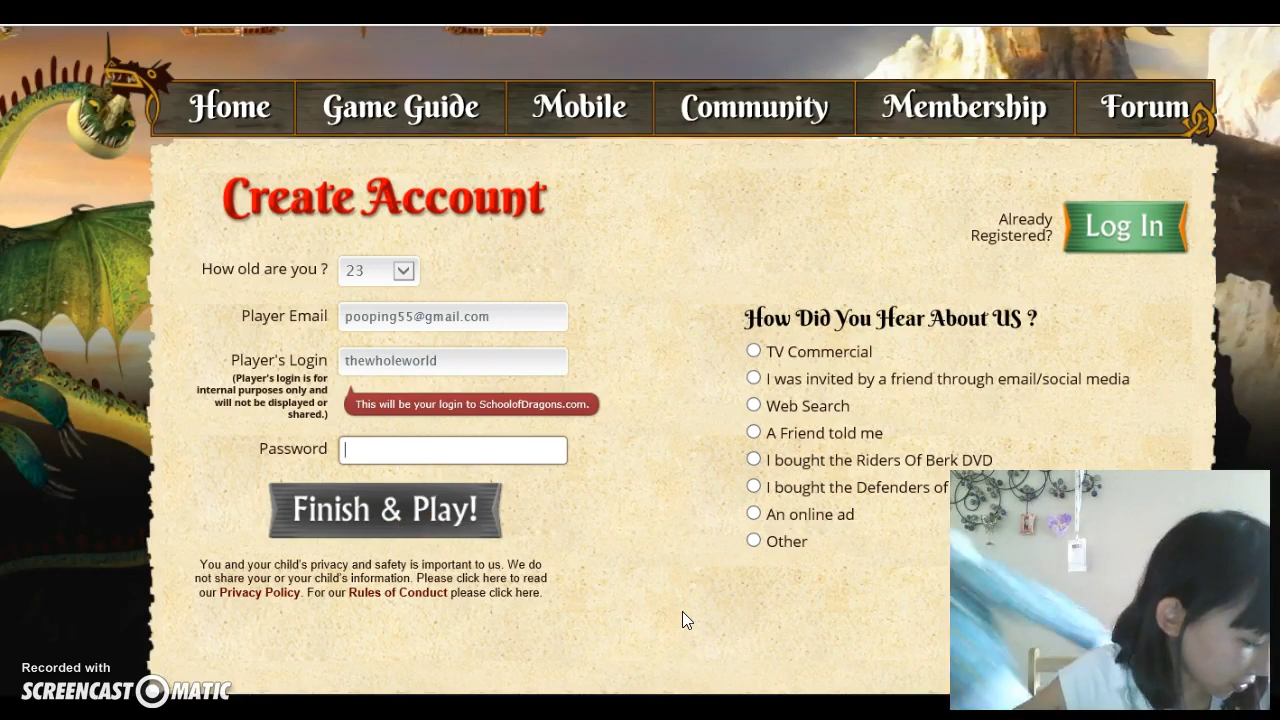 Home Game Guide Mobile Community Membership Forum
Create Account
Already
Registered?
Log In
How old are you ? 23
Player Email pooping55@gmail.com
Player's Login thewholeworld
(Player's login is for
internal purposes only and
will not be displayed or
shared.)
This will be your login to SchoolofDragons.com.
Password
Finish & Play!
You and your child's privacy and safety is important to us. We do
not share your or your child's information. Please click here to read
our Privacy Policy. For our Rules of Conduct please click here.
How Did You Hear About US ?
TV Commercial
I was invited by a friend through email/social media
Web Search
A Friend told me
I bought the Riders Of Berk DVD
I bought the Defenders of
An online ad
Other
Recorded with
SCREENCAST MATIC